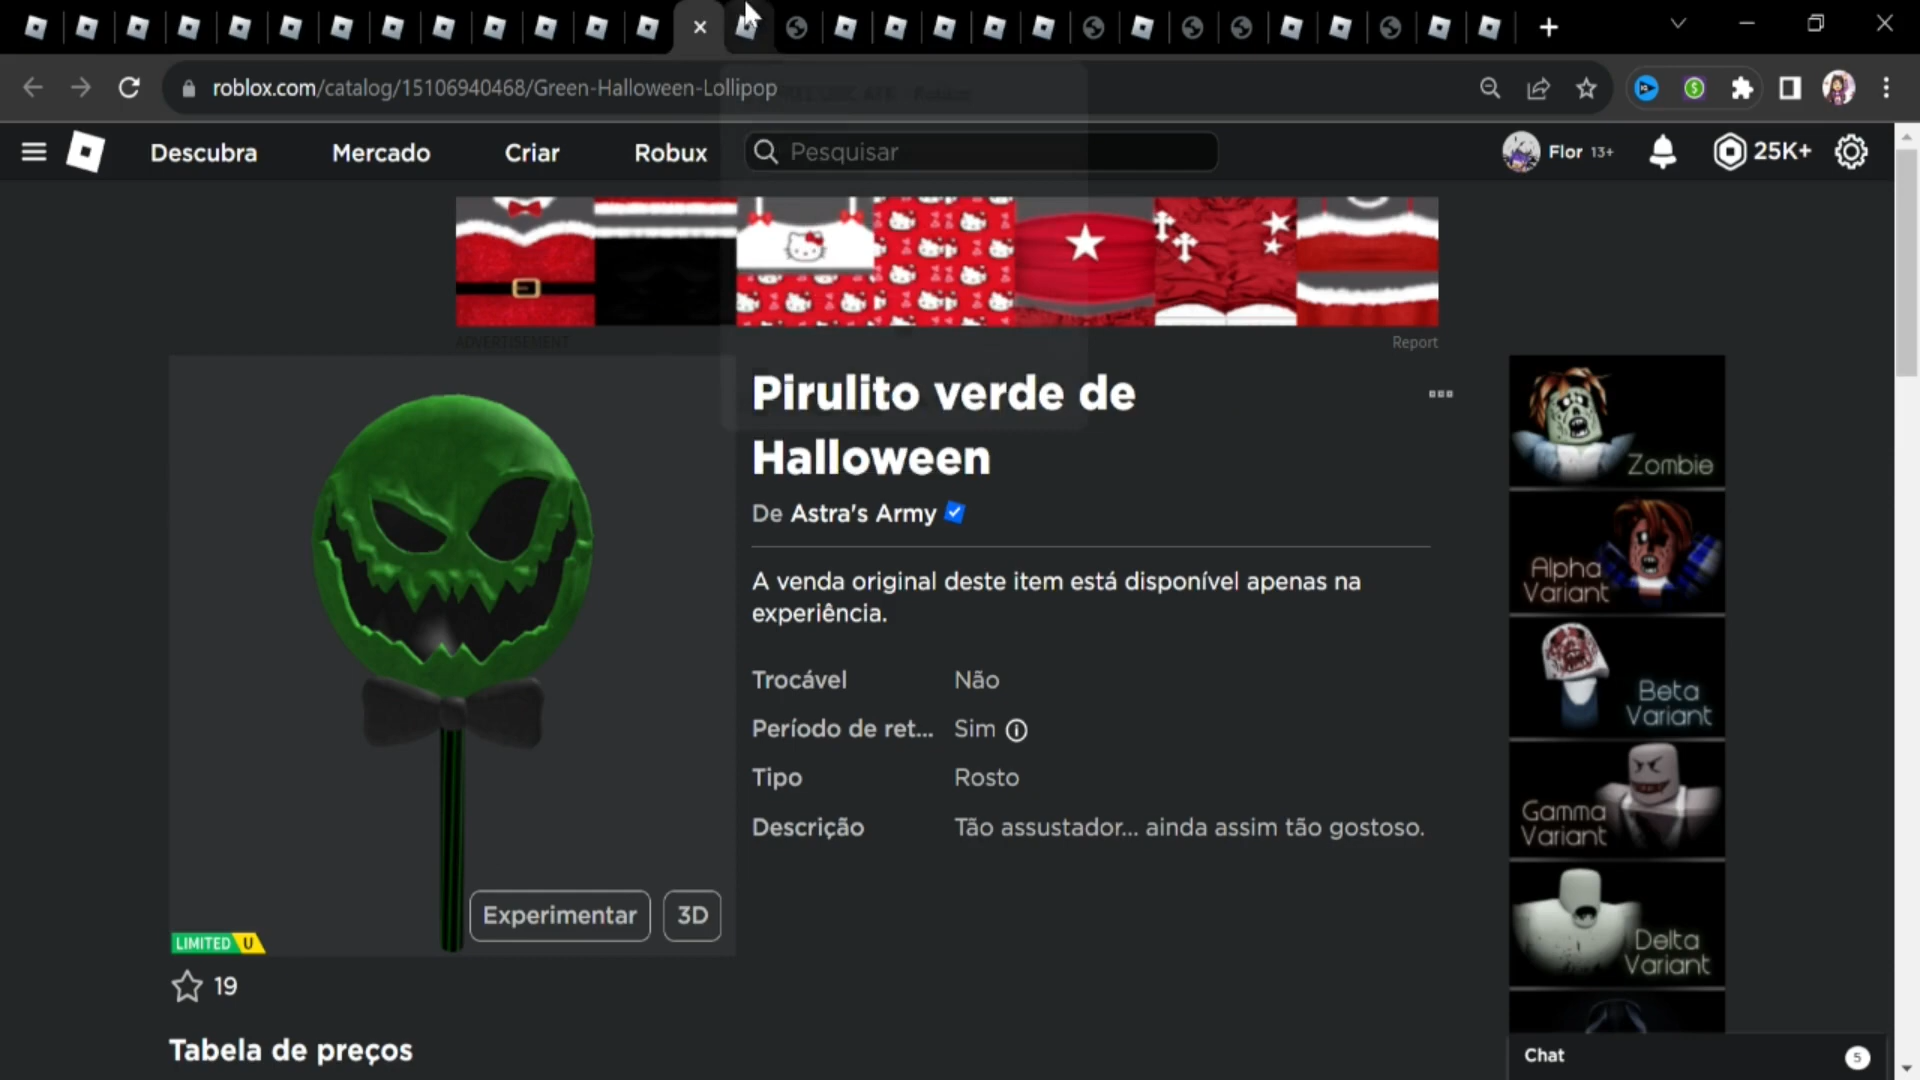 roblox.com/catalog/15106940468/Green-Halloween-Lollipop
Descubra
Mercado
Criar
Robux
Pesquisar
Flor 13+
25K+
ADVERTISEMENT
Report
Pirulito verde de
Halloween
De Astra's Army
A venda original deste item está disponível apenas na
experiência.
Trocável Não
Período de ret... Sim
Tipo Rosto
Descrição Tão assustador... ainda assim tão gostoso.
Experimentar
3D
LIMITED U
19
Tabela de preços
Zombie
Alpha
Variant
Beta
Variant
Gamma
Variant
Delta
Variant
Chat
5